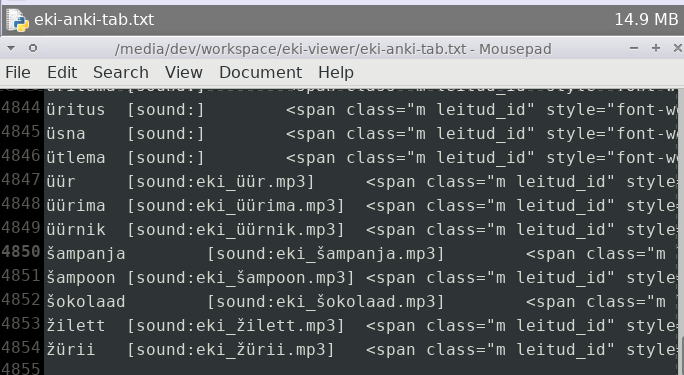 eki-anki-tab.txt 14.9 MB
/media/dev/workspace/eki-viewer/eki-anki-tab.txt - Mousepad
File Edit Search View Document Help
4844 üritus [sound:] <span class="m leitud_id" style="font-w
4845 üsna [sound:] <span class="m leitud_id" style="font-w
4846 ütlema [sound:] <span class="m leitud_id" style="font-w
4847 üür [sound:eki_üür.mp3] <span class="m leitud_id" style=
4848 üürima [sound:eki_üürima.mp3] <span class="m leitud_id" style=
4849 üürnik [sound:eki_üürnik.mp3] <span class="m leitud_id" style=
4850 šampanja [sound:eki_šampanja.mp3] <span class="m
4851 šampoon [sound:eki_šampoon.mp3] <span class="m leitud_id" style=
4852 šokolaad [sound:eki_šokolaad.mp3] <span class="m
4853 žilett [sound:eki_žilett.mp3] <span class="m leitud_id" style=
4854 žürii [sound:eki_žürii.mp3] <span class="m leitud_id" style=
4855